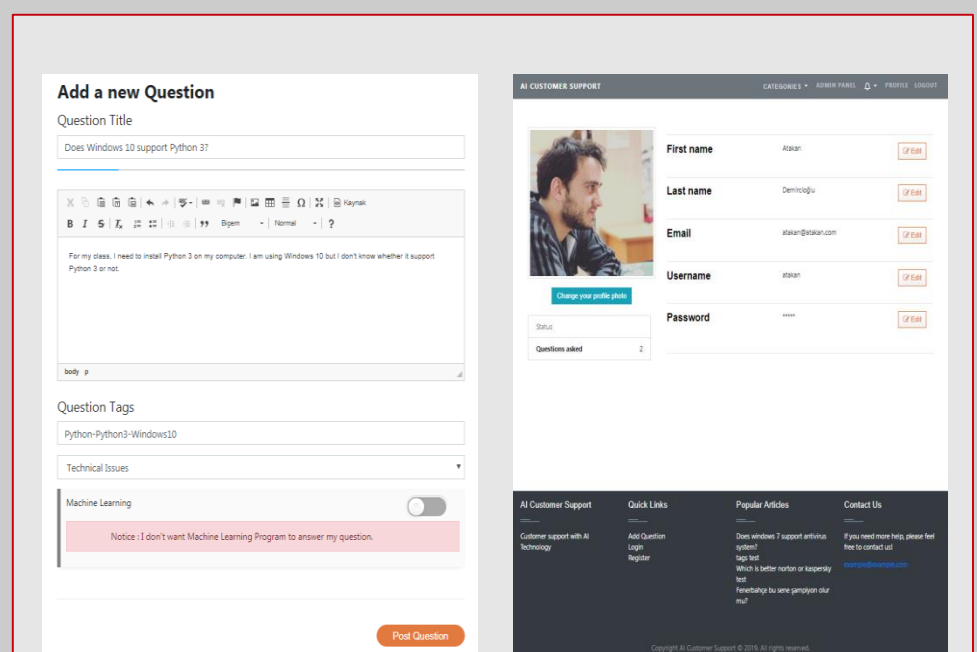 Add a new Question
Question Title
Does Windows 10 support Python 3?
Kaynak
B I S Tx Biçem Normal ?
For my class, I need to install Python 3 on my computer. I am using Windows 10 but I don't know whether it support
Python 3 or not.
body p
Question Tags
Python-Python3-Windows10
Technical Issues
Machine Learning
Notice : I don't want Machine Learning Program to answer my question.
Post Question
AI CUSTOMER SUPPORT CATEGORIES ADMIN PANEL PROFILE LOGOUT
First name Atakan Edit
Last name Demircioğlu Edit
Email atakan@atakan.com Edit
Username atakan Edit
Password ***** Edit
Change your profile photo
Status
Questions asked 2
AI Customer Support
Customer support with AI
Technology
Quick Links
Add Question
Login
Register
Popular Articles
Does windows 7 support antivirus
system?
tags test
Which is better norton or kaspersky
test
Fenerbahçe bu sene şampiyon olur
mu?
Contact Us
If you need more help, please feel
free to contact us!
example@example.com
Copyright AI Customer Support © 2019. All rights reserved.